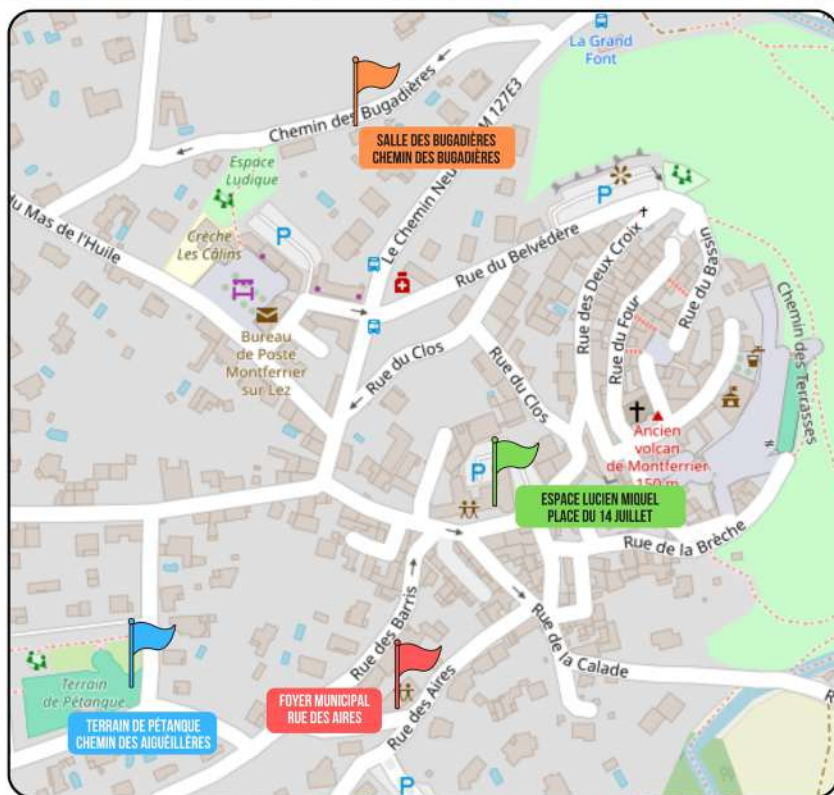 La Grand
Font
Chemin des Bugadières
SALLE DES BUGADIÈRES
CHEMIN DES BUGADIÈRES
Le Chemin Neu
M 127E3
Espace
Ludique
du Mas de l'Huile
Crèche
Les Câlins
P
P
Rue du Belvédère
Rue des Deux Croix
Rue du Four
Rue du Bassin
Chemin des Terrasses
Bureau
de Poste
Montferrier
sur Lez
Rue du Clos
Rue du Clos
Ancien
volcan
de Montferrier
150 m
P
ESPACE LUCIEN MIQUEL
PLACE DU 14 JUILLET
Rue de la Brèche
Rue des Barris
Rue de la Calade
R
Terrain
de Pétanque
FOYER MUNICIPAL
RUE DES AIRES
Rue des Aires
TERRAIN DE PÉTANQUE
CHEMIN DES AIGUËILLÈRES
P